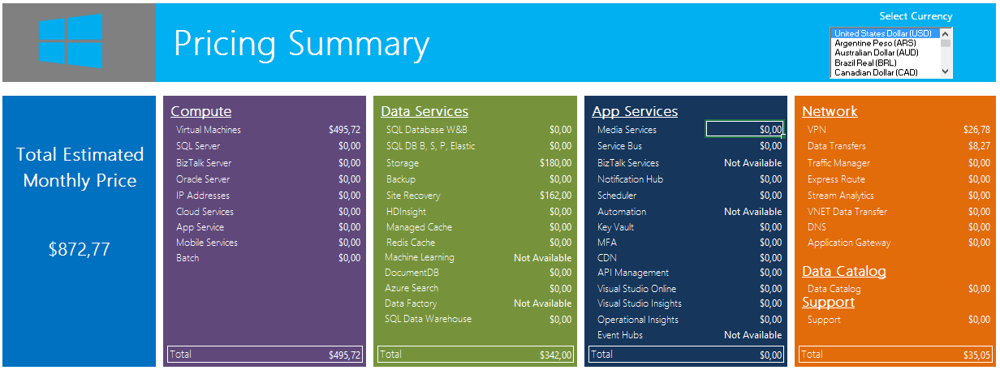 Select Currency
Pricing Summary
United States Dollar (USD)
Argentine Peso (ARS)
Australian Dollar (AUD)
Brazil Real (BRL)
Canadian Dollar (CAD)
Total Estimated
Monthly Price
$872,77
Compute
Virtual Machines $495,72
SQL Server $0,00
BizTalk Server $0,00
Oracle Server $0,00
IP Addresses $0,00
Cloud Services $0,00
App Service $0,00
Mobile Services $0,00
Batch $0,00
Total $495,72
Data Services
SQL Database W&B $0,00
SQL DB B, S, P, Elastic $0,00
Storage $180,00
Backup $0,00
Site Recovery $162,00
HDInsight $0,00
Managed Cache $0,00
Redis Cache $0,00
Machine Learning Not Available
DocumentDB $0,00
Azure Search $0,00
Data Factory Not Available
SQL Data Warehouse $0,00
Total $342,00
App Services
Media Services $0,00
Service Bus $0,00
BizTalk Services Not Available
Notification Hub $0,00
Scheduler $0,00
Automation Not Available
Key Vault $0,00
MFA $0,00
CDN $0,00
API Management $0,00
Visual Studio Online $0,00
Visual Studio Insights $0,00
Operational Insights $0,00
Event Hubs Not Available
Total $0,00
Network
VPN $26,78
Data Transfers $8,27
Traffic Manager $0,00
Express Route $0,00
Stream Analytics $0,00
VNET Data Transfer $0,00
DNS $0,00
Application Gateway $0,00
Data Catalog
Data Catalog $0,00
Support
Support $0,00
Total $35,05